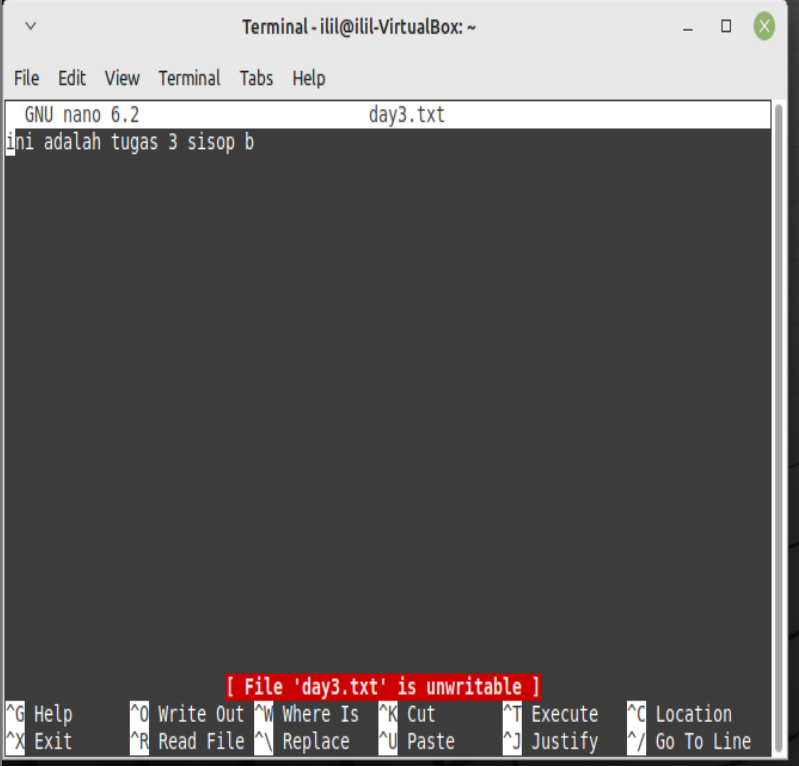 Terminal - ilil@ilil-VirtualBox: ~
File Edit View Terminal Tabs Help
GNU nano 6.2 day3.txt
ini adalah tugas 3 sisop b
[ File 'day3.txt' is unwritable ]
^G Help ^O Write Out ^W Where Is ^K Cut ^T Execute ^C Location
^X Exit ^R Read File ^\ Replace ^U Paste ^J Justify ^/ Go To Line